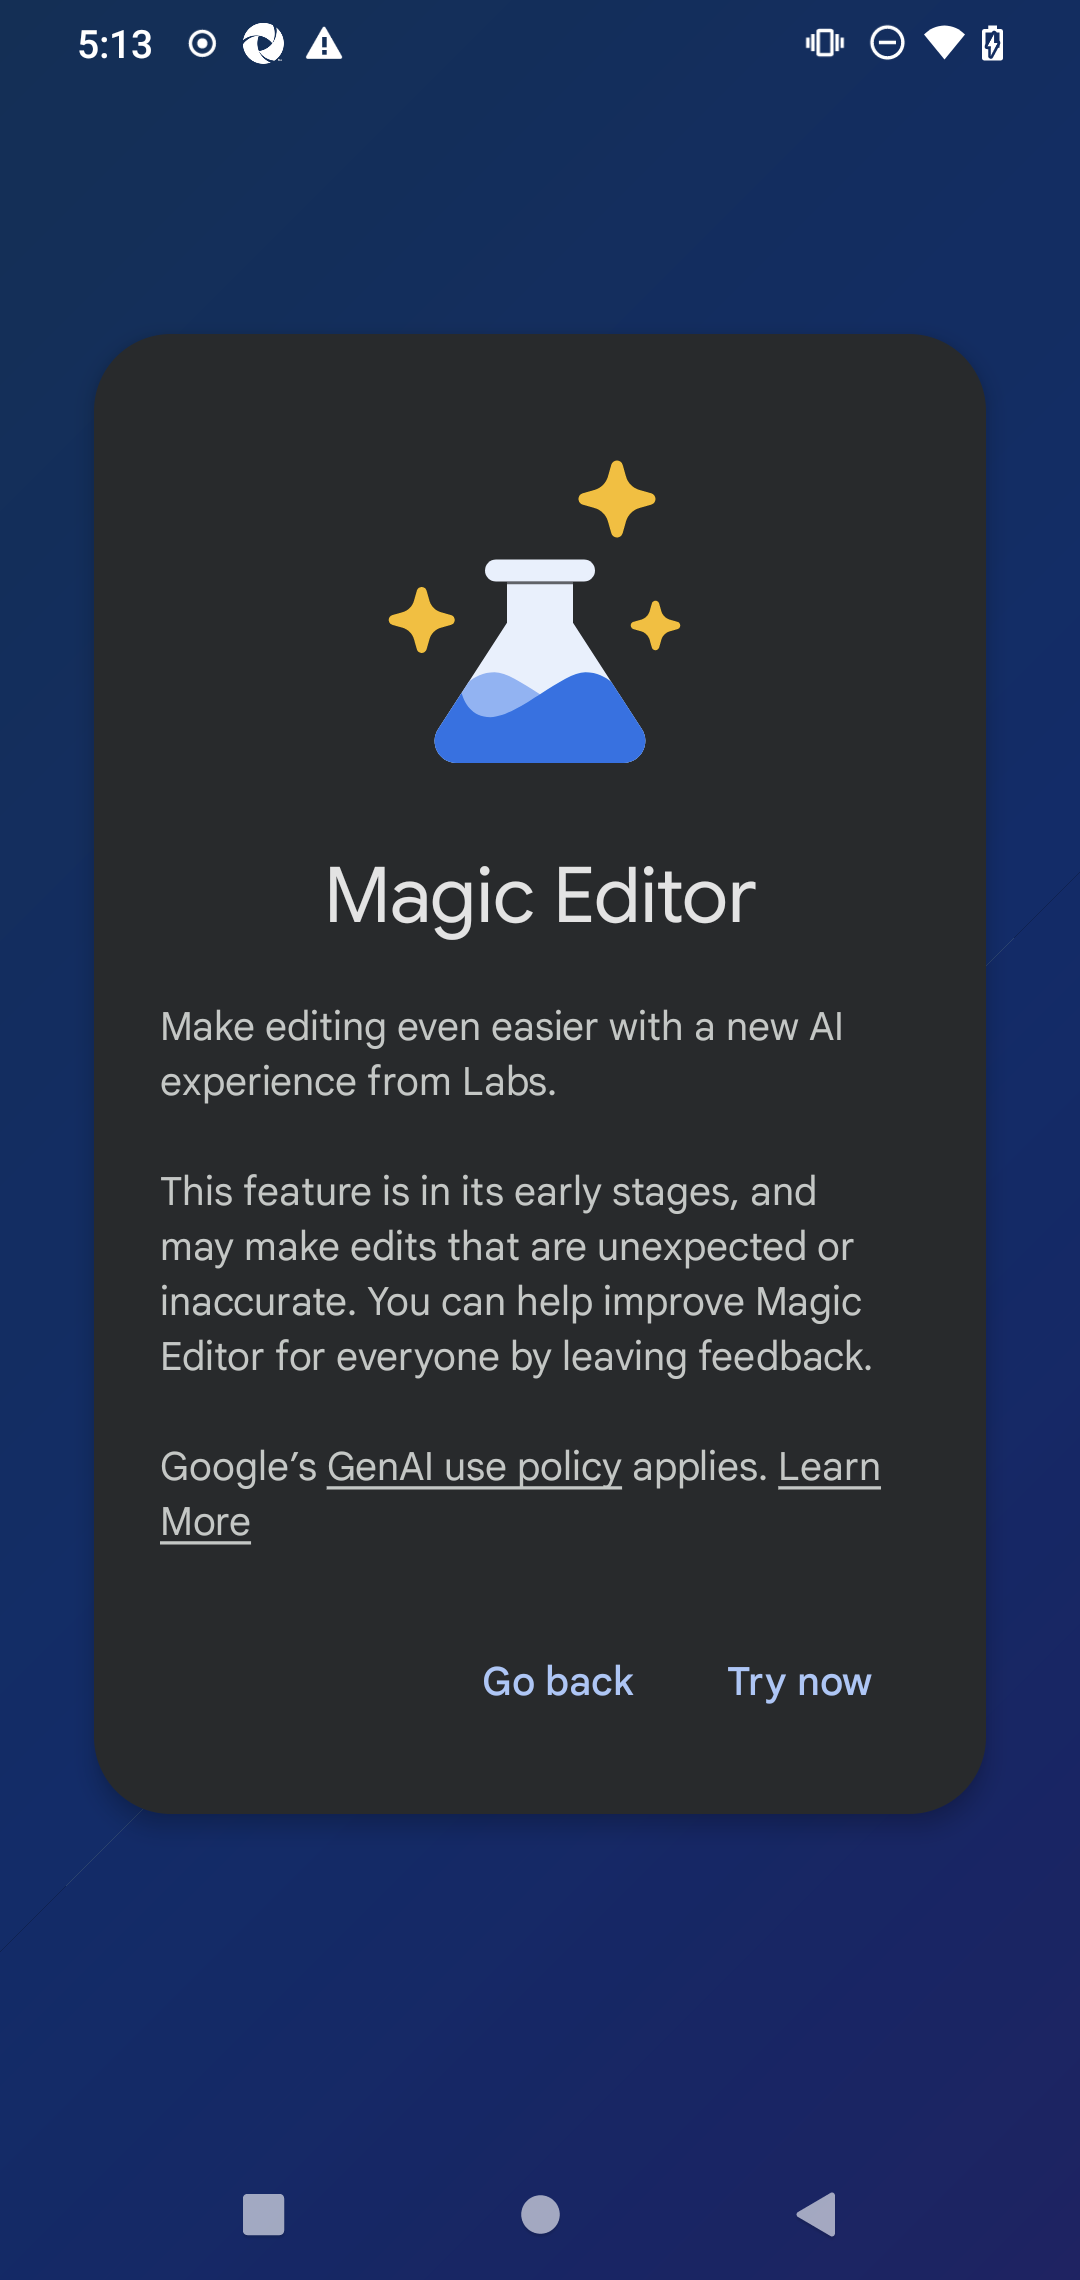 5:13
Magic Editor
Make editing even easier with a new AI
experience from Labs.
This feature is in its early stages, and
may make edits that are unexpected or
inaccurate. You can help improve Magic
Editor for everyone by leaving feedback.
Google’s GenAI use policy applies. Learn
More
Go back Try now